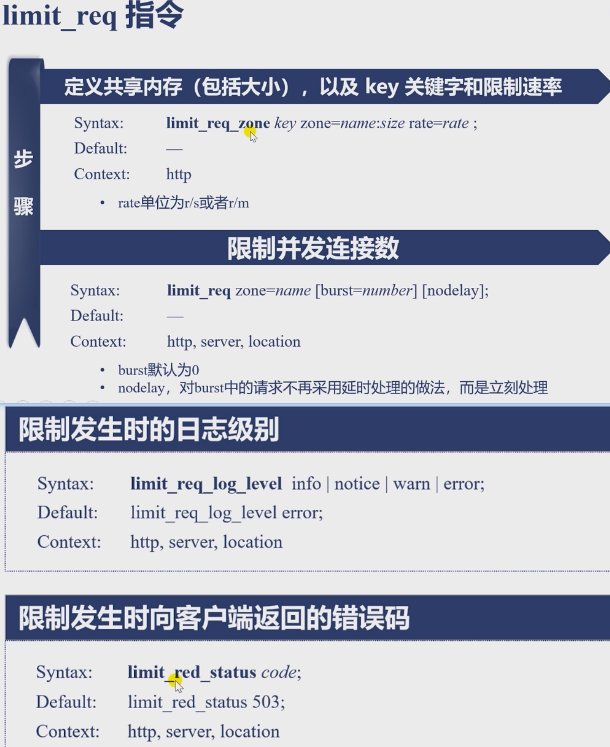 limit_req 指令
定义共享内存（包括大小），以及 key 关键字和限制速率
步骤
Syntax: limit_req_zone key zone=name:size rate=rate ;
Default: —
Context: http
• rate单位为r/s或者r/m
限制并发连接数
Syntax: limit_req zone=name [burst=number] [nodelay];
Default: —
Context: http, server, location
• burst默认为0
• nodelay，对burst中的请求不再采用延时处理的做法，而是立刻处理
限制发生时的日志级别
Syntax: limit_req_log_level info | notice | warn | error;
Default: limit_req_log_level error;
Context: http, server, location
限制发生时向客户端返回的错误码
Syntax: limit_red_status code;
Default: limit_red_status 503;
Context: http, server, location